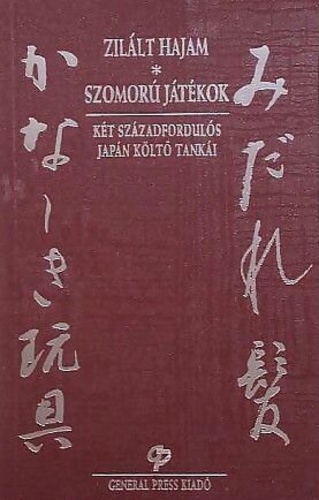 ZILÁLT HAJAM
*
SZOMORÚ JÁTÉKOK
KÉT SZÁZADFORDULÓS
JAPÁN KÖLTŐ TANKÁI
みだれ髪
かなしき玩具
GENERAL PRESS KIADÓ